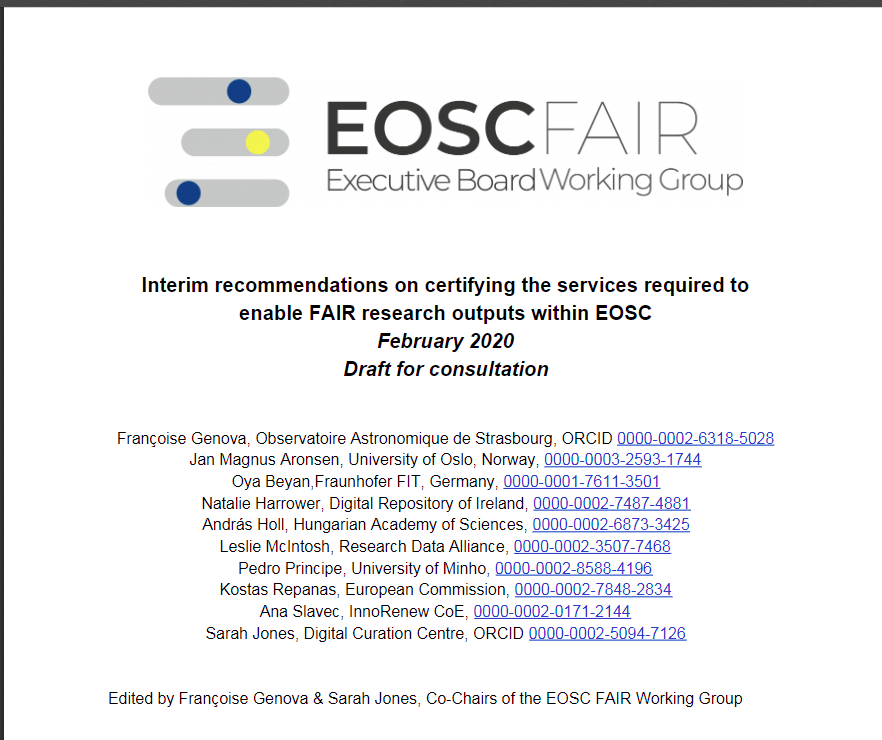 EOSCFAIR
Executive Board Working Group
Interim recommendations on certifying the services required to
enable FAIR research outputs within EOSC
February 2020
Draft for consultation
Françoise Genova, Observatoire Astronomique de Strasbourg, ORCID 0000-0002-6318-5028
Jan Magnus Aronsen, University of Oslo, Norway, 0000-0003-2593-1744
Oya Beyan,Fraunhofer FIT, Germany, 0000-0001-7611-3501
Natalie Harrower, Digital Repository of Ireland, 0000-0002-7487-4881
András Holl, Hungarian Academy of Sciences, 0000-0002-6873-3425
Leslie McIntosh, Research Data Alliance, 0000-0002-3507-7468
Pedro Principe, University of Minho, 0000-0002-8588-4196
Kostas Repanas, European Commission, 0000-0002-7848-2834
Ana Slavec, InnoRenew CoE, 0000-0002-0171-2144
Sarah Jones, Digital Curation Centre, ORCID 0000-0002-5094-7126
Edited by Françoise Genova & Sarah Jones, Co-Chairs of the EOSC FAIR Working Group